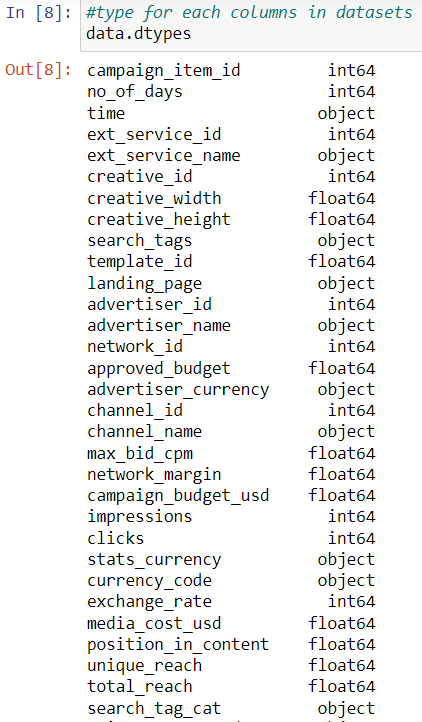 In [8]: #type for each columns in datasets
data.dtypes
Out[8]: campaign_item_id int64
no_of_days int64
time object
ext_service_id int64
ext_service_name object
creative_id int64
creative_width float64
creative_height float64
search_tags object
template_id float64
landing_page object
advertiser_id int64
advertiser_name object
network_id int64
approved_budget float64
advertiser_currency object
channel_id int64
channel_name object
max_bid_cpm float64
network_margin float64
campaign_budget_usd float64
impressions int64
clicks int64
stats_currency object
currency_code object
exchange_rate int64
media_cost_usd float64
position_in_content float64
unique_reach float64
total_reach float64
search_tag_cat object